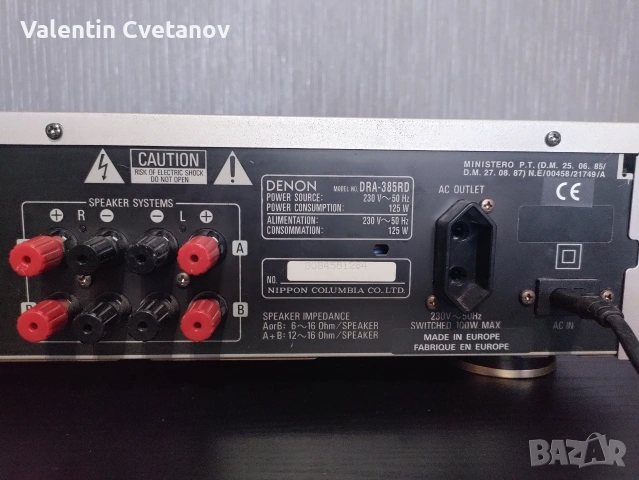 Valentin Cvetanov
CAUTION
RISK OF ELECTRIC SHOCK
DO NOT OPEN
SPEAKER SYSTEMS
+ R − − L +
A A
B B
DENON MODEL NO. DRA-385RD
POWER SOURCE: 230 V～50 Hz
POWER CONSUMPTION: 125 W
ALIMENTATION: 230 V～50 Hz
CONSOMMATION: 125 W
NO.
NIPPON COLUMBIA CO., LTD.
SPEAKER IMPEDANCE
AorB: 6～16 Ohm/SPEAKER
A+B: 12～16 Ohm/SPEAKER
MINISTERO P.T. (D.M. 25. 06. 85/
D.M. 27. 08. 87) N.E/00458/21749/A
AC OUTLET
CE
230V～50Hz
SWITCHED 100W MAX
AC IN
MADE IN EUROPE
FABRIQUE EN EUROPE
BAZAR
bg